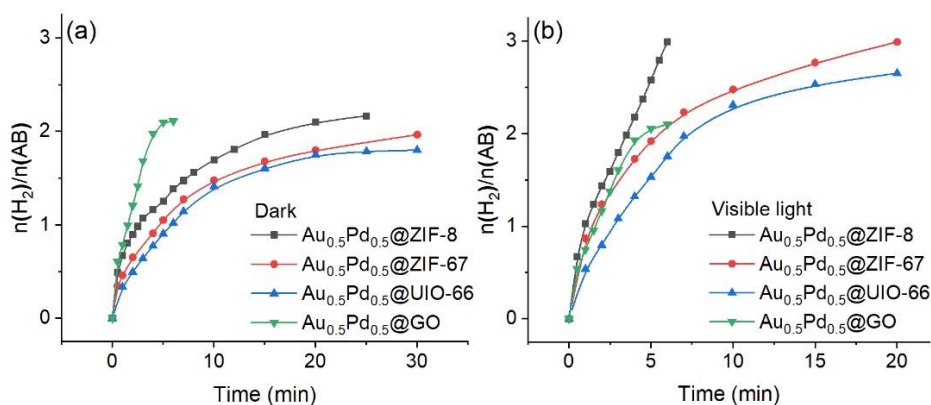 (a)
3
2
1
0
n(H₂)/n(AB)
Dark
Au₀.₅Pd₀.₅@ZIF-8
Au₀.₅Pd₀.₅@ZIF-67
Au₀.₅Pd₀.₅@UIO-66
Au₀.₅Pd₀.₅@GO
0 10 20 30
Time (min)
(b)
3
2
1
0
n(H₂)/n(AB)
Visible light
Au₀.₅Pd₀.₅@ZIF-8
Au₀.₅Pd₀.₅@ZIF-67
Au₀.₅Pd₀.₅@UIO-66
Au₀.₅Pd₀.₅@GO
0 5 10 15 20
Time (min)